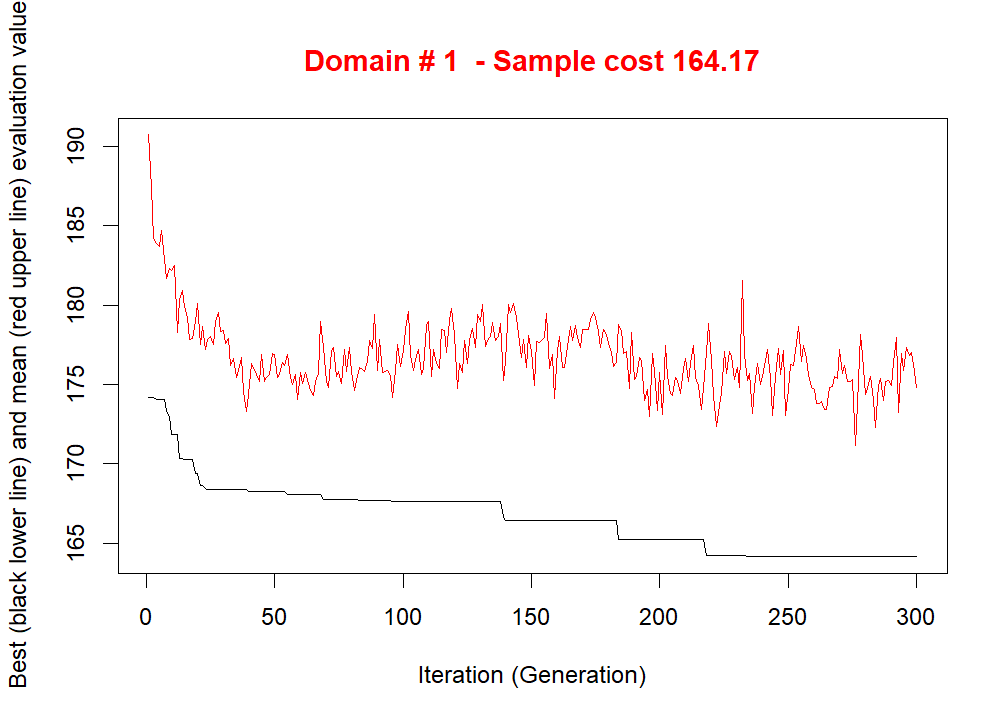 Domain # 1  - Sample cost 164.17
Best (black lower line) and mean (red upper line) evaluation value
190
185
180
175
170
165
0 50 100 150 200 250 300
Iteration (Generation)